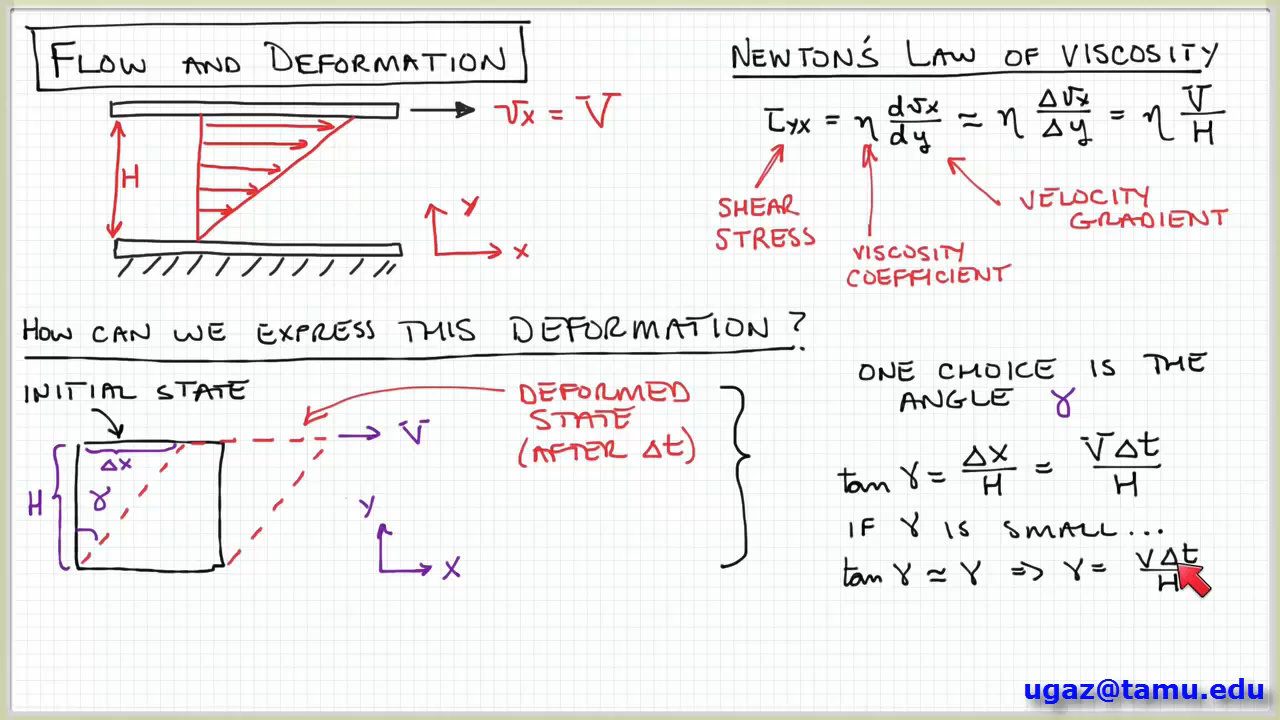 FLOW AND DEFORMATION
vx = V
H
y
x
NEWTON'S LAW OF VISCOSITY
τyx = η dvx/dy ≈ η Δvx/Δy = η V/H
SHEAR
STRESS
VISCOSITY
COEFFICIENT
VELOCITY
GRADIENT
HOW CAN WE EXPRESS THIS DEFORMATION?
INITIAL STATE
DEFORMED
STATE
(AFTER Δt)
V
Δx
H
γ
y
x
ONE CHOICE IS THE
ANGLE γ
tan γ = Δx/H = VΔt/H
IF γ IS SMALL...
tan γ ≈ γ ⇒ γ = VΔt/H
ugaz@tamu.edu